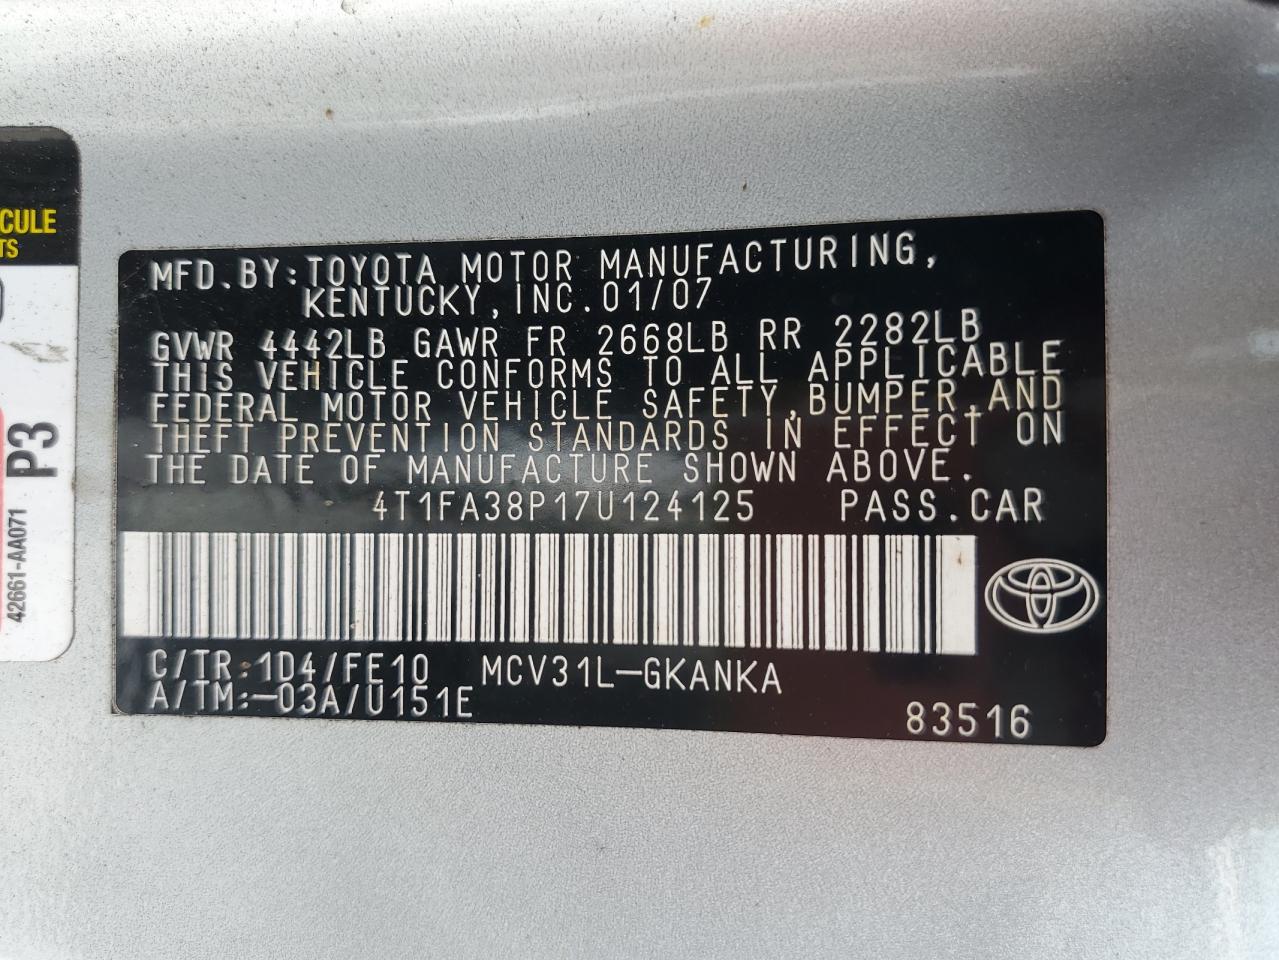 CULE
TS
P3
42661-AA071
MFD.BY:TOYOTA MOTOR MANUFACTURING,
KENTUCKY,INC.01/07
GVWR 4442LB GAWR FR 2668LB RR 2282LB
THIS VEHICLE CONFORMS TO ALL APPLICABLE
FEDERAL MOTOR VEHICLE SAFETY,BUMPER,AND
THEFT PREVENTION STANDARDS IN EFFECT ON
THE DATE OF MANUFACTURE SHOWN ABOVE.
4T1FA38P17U124125 PASS.CAR
C/TR:1D4/FE10 MCV31L-GKANKA
A/TM:-03A/U151E
83516